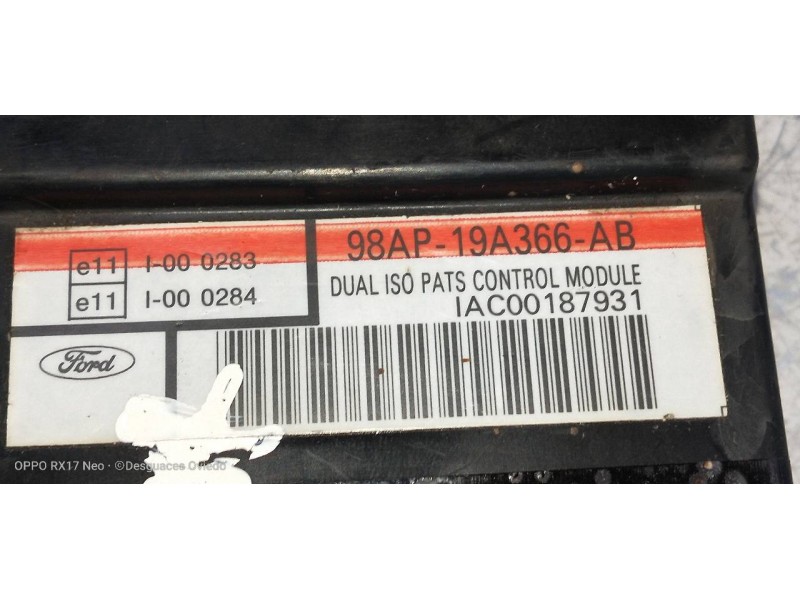 98AP-19A366-AB
e11 I-00 0283
DUAL ISO PATS CONTROL MODULE
e11 I-00 0284
IAC00187931
Ford
OPPO RX17 Neo · ©Desguaces Oviedo